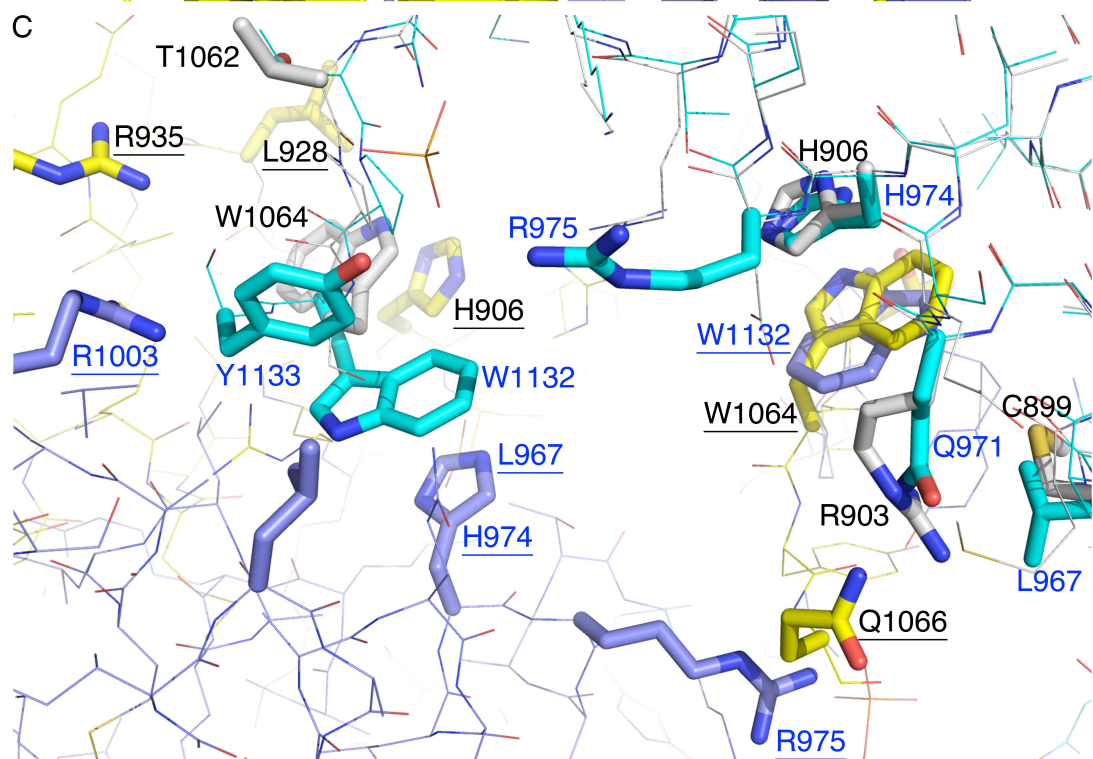 C
T1062
R935
L928
H906
H974
W1064
R975
H906
R1003
W1132
Y1133
W1132
W1064
C899
Q971
L967
R903
H974
L967
Q1066
R975